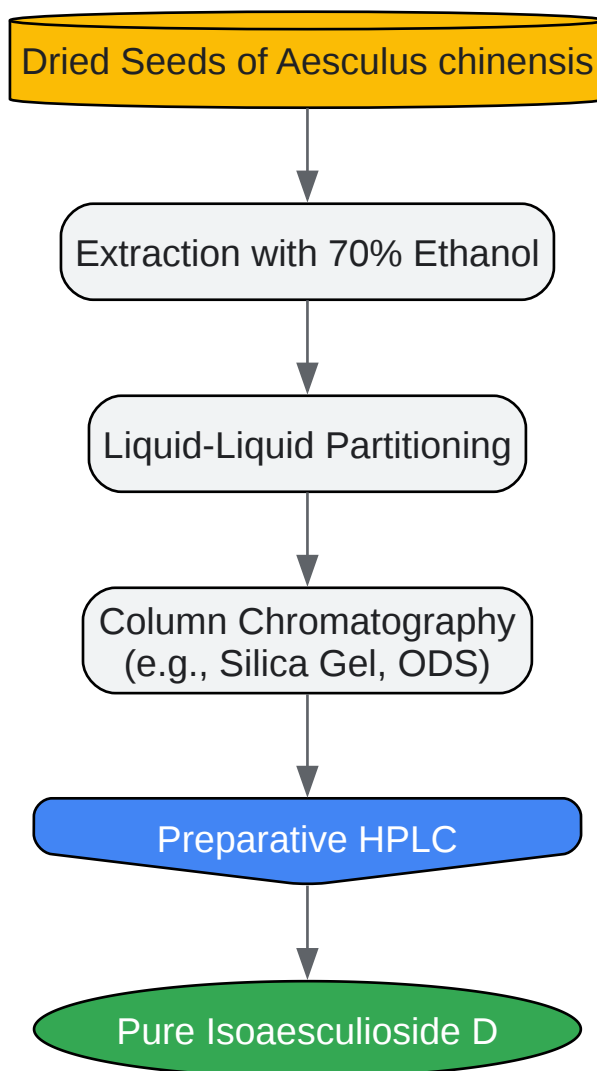 Dried Seeds of Aesculus chinensis
Extraction with 70% Ethanol
Liquid-Liquid Partitioning
Column Chromatography
(e.g., Silica Gel, ODS)
Preparative HPLC
Pure Isoaesculioside D